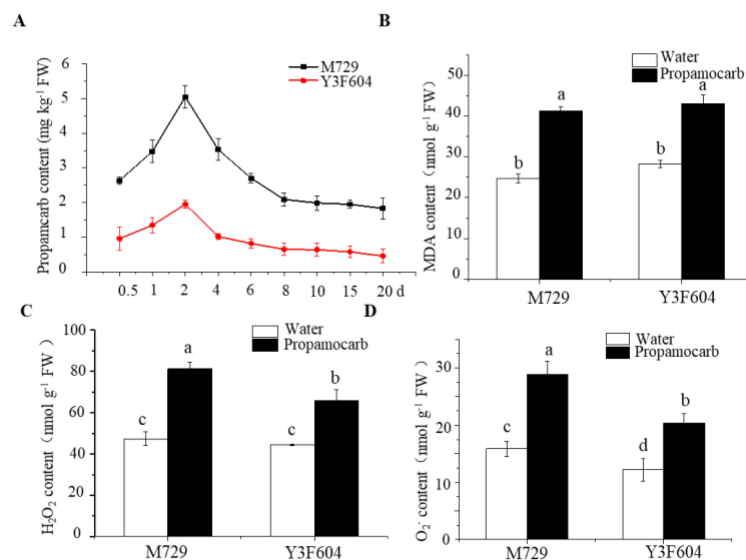 A
Propamcarb content (mg kg-1 FW)
M729
Y3F604
6
5
4
3
2
1
0
0.5 1 2 4 6 8 10 15 20 d
B
MDA content（nmol g-1 FW）
Water
Propamocarb
50
40
30
20
10
0
b
a
b
a
M729 Y3F604
C
H2O2 content（nmol g-1 FW ）
Water
Propamocarb
100
80
60
40
20
0
c
a
c
b
M729 Y3F604
D
O2·- content（nmol g-1 FW ）
Water
Propamocarb
30
20
10
0
c
a
d
b
M729 Y3F604